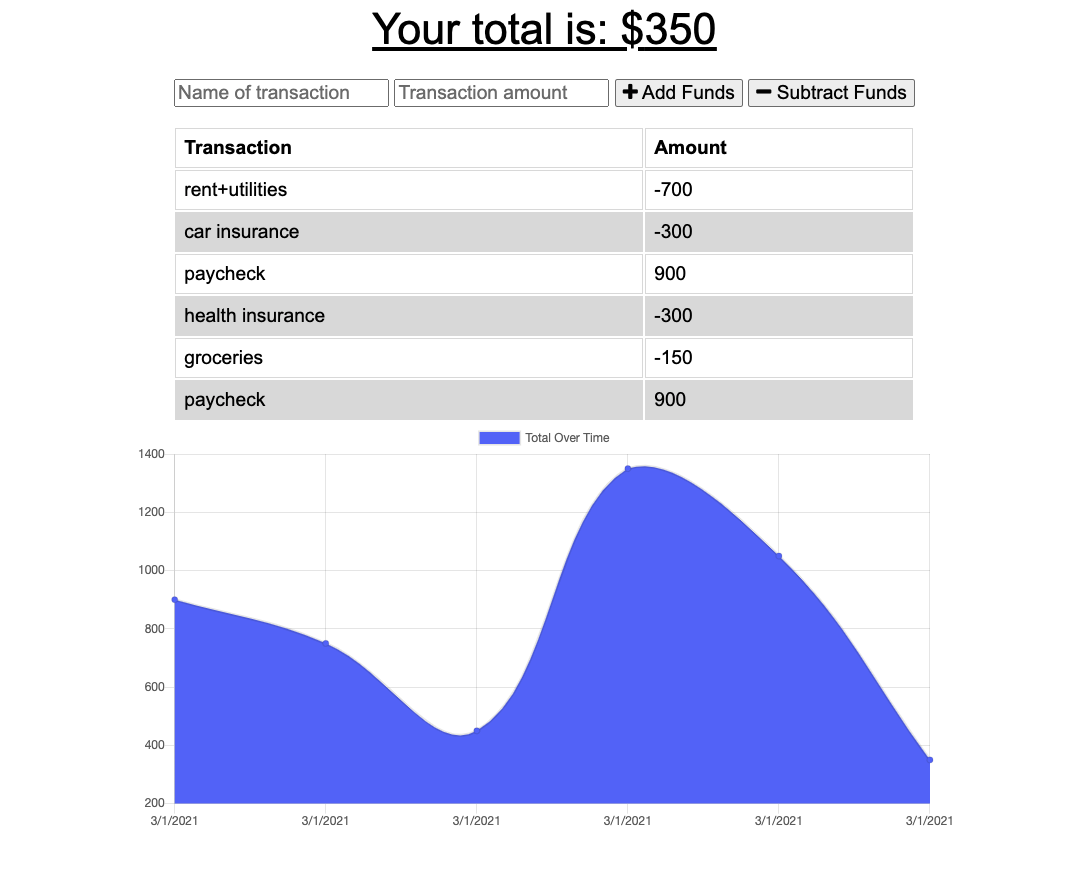 Your total is: $350
Name of transaction Transaction amount Add Funds Subtract Funds
Transaction Amount
rent+utilities -700
car insurance -300
paycheck 900
health insurance -300
groceries -150
paycheck 900
Total Over Time
1400
1200
1000
800
600
400
200
3/1/2021 3/1/2021 3/1/2021 3/1/2021 3/1/2021 3/1/2021